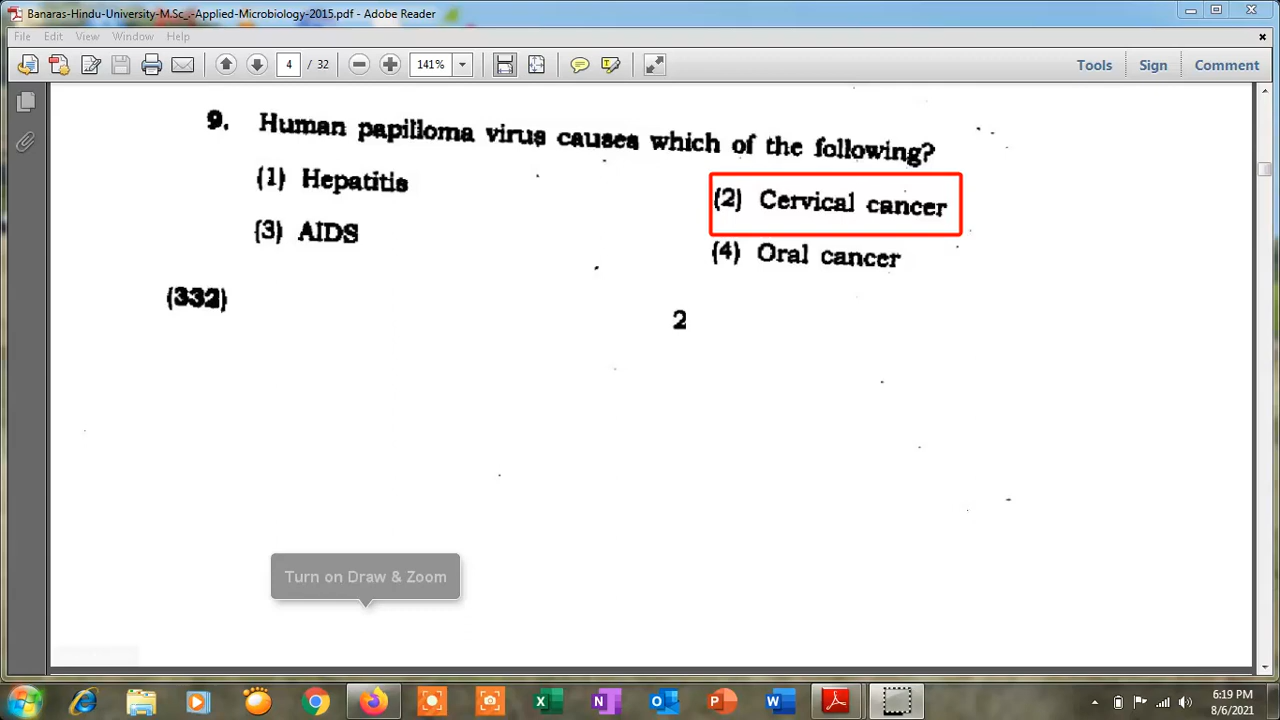 Banaras-Hindu-University-M.Sc_-Applied-Microbiology-2015.pdf - Adobe Reader
File Edit View Window Help
4 / 32 141% Tools Sign Comment
9. Human papilloma virus causes which of the following?
(1) Hepatitis (2) Cervical cancer
(3) AIDS (4) Oral cancer
(332)
2
Turn on Draw & Zoom
6:19 PM
8/6/2021